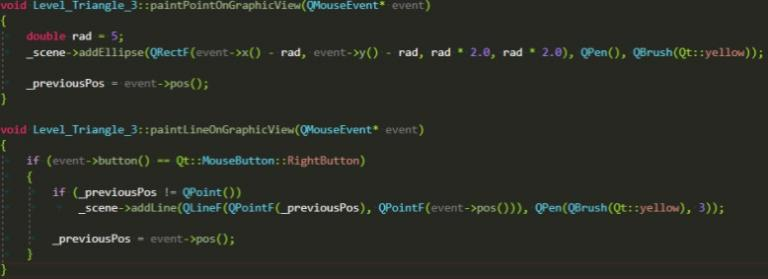 void Level_Triangle_3::paintPointOnGraphicView(QMouseEvent* event)
{
double rad = 5;
_scene->addEllipse(QRectF(event->x() - rad, event->y() - rad, rad * 2.0, rad * 2.0), QPen(), QBrush(Qt::yellow));
_previousPos = event->pos();
}
void Level_Triangle_3::paintLineOnGraphicView(QMouseEvent* event)
{
if (event->button() == Qt::MouseButton::RightButton)
{
if (_previousPos != QPoint())
_scene->addLine(QLineF(QPointF(_previousPos), QPointF(event->pos())), QPen(QBrush(Qt::yellow), 3));
_previousPos = event->pos();
}
}